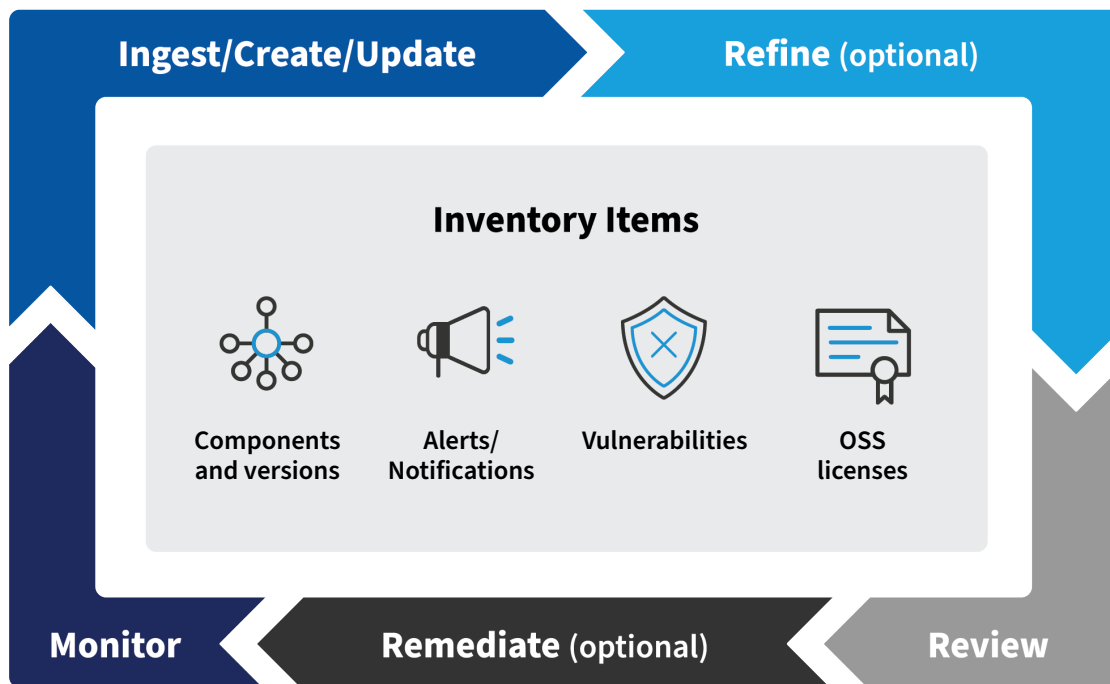 Ingest/Create/Update
Refine (optional)
Inventory Items
Components
and versions
Alerts/
Notifications
Vulnerabilities
OSS
licenses
Monitor
Remediate (optional)
Review